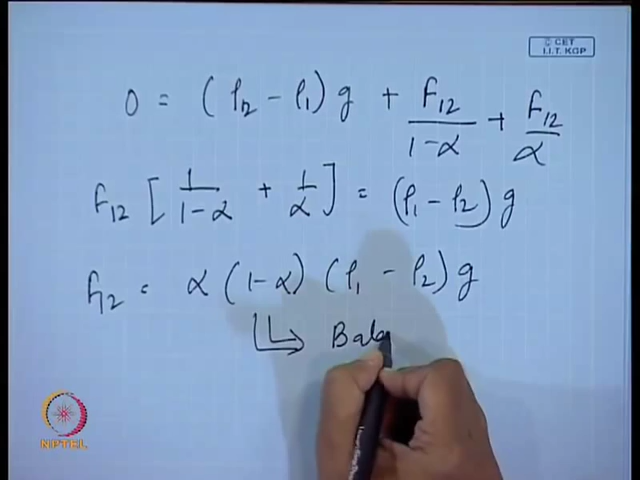 © CET
I.I.T. KGP
0 = (ρ2 - ρ1) g + F12/(1-α) + F12/α
F12 [ 1/(1-α) + 1/α ] = (ρ1 - ρ2) g
F12 = α (1-α) (ρ1 - ρ2) g
Bala
NPTEL